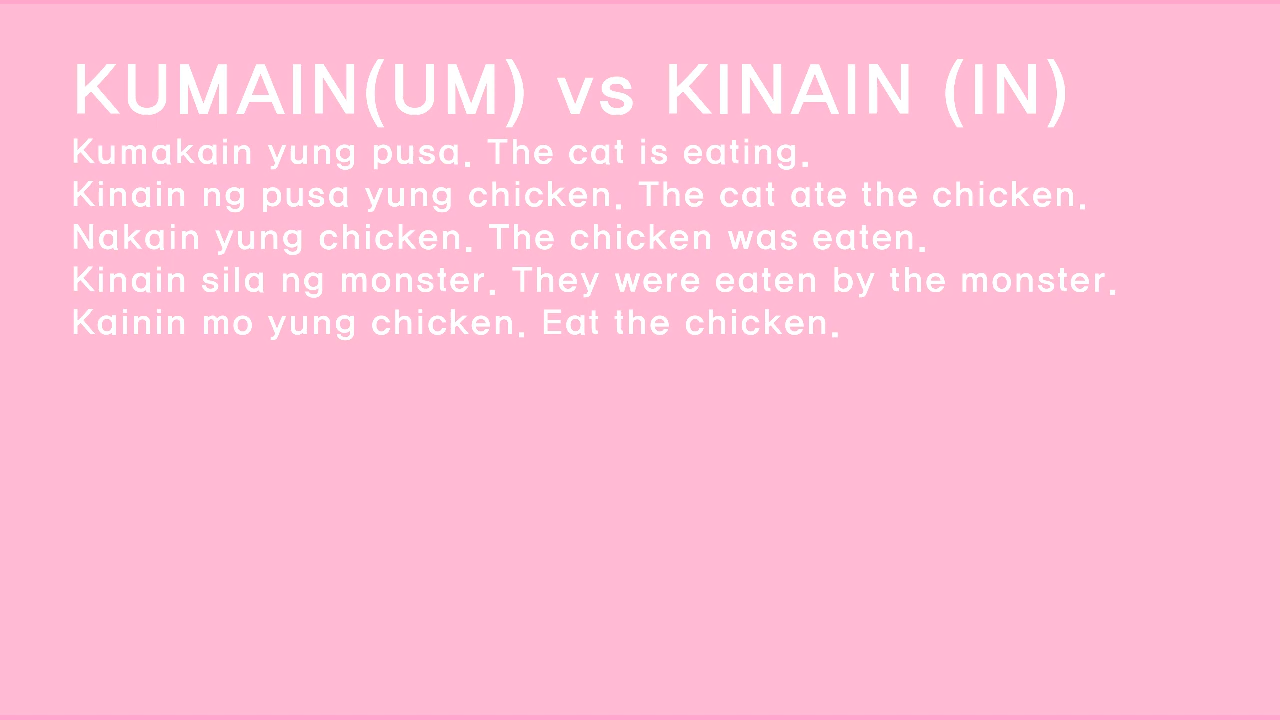 KUMAIN(UM) vs KINAIN (IN)
Kumakain yung pusa. The cat is eating.
Kinain ng pusa yung chicken. The cat ate the chicken.
Nakain yung chicken. The chicken was eaten.
Kinain sila ng monster. They were eaten by the monster.
Kainin mo yung chicken. Eat the chicken.